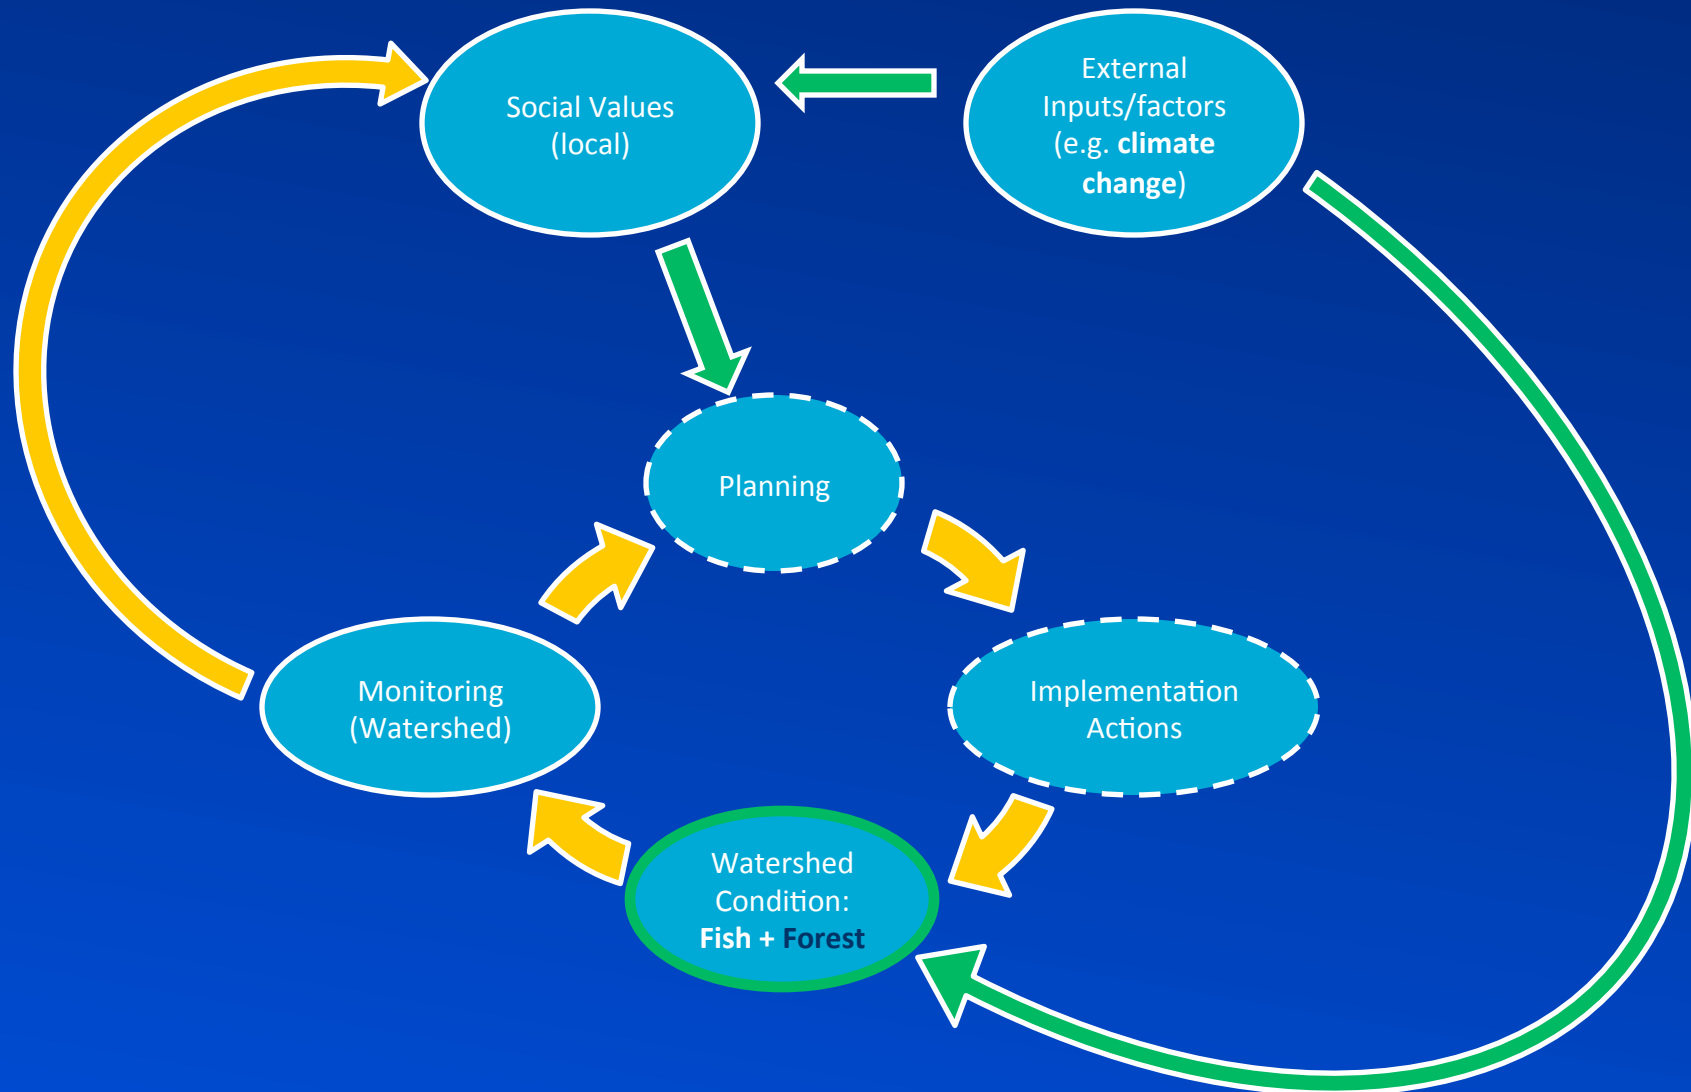 Social Values
(local)
External
Inputs/factors
(e.g. climate
change)
Planning
Monitoring
(Watershed)
Implementation
Actions
Watershed
Condition:
Fish + Forest